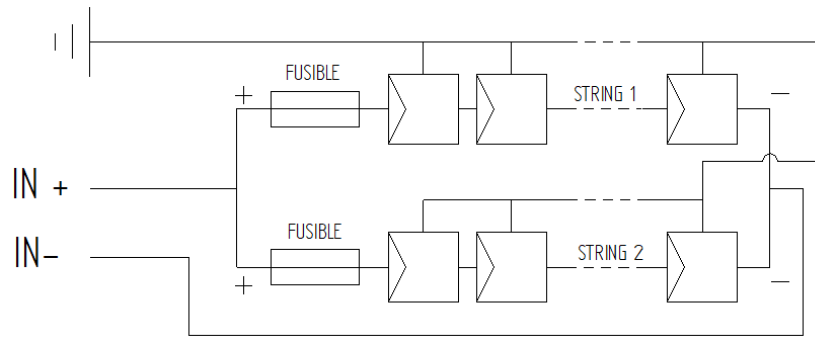 FUSIBLE
+
STRING 1
−
IN +
IN−
FUSIBLE
+
STRING 2
−